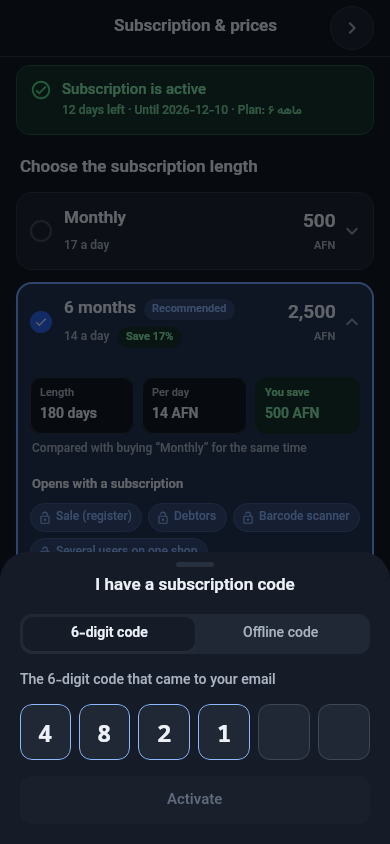 Subscription & prices
Subscription is active
12 days left · Until 2026-12-10 · Plan: ۶ ماهه
Choose the subscription length
Monthly
500
17 a day
AFN
6 months
Recommended
2,500
14 a day
Save 17%
AFN
Length
Per day
You save
180 days
14 AFN
500 AFN
Compared with buying "Monthly" for the same time
Opens with a subscription
Sale (register)
Debtors
Barcode scanner
Several users on one shop
I have a subscription code
6-digit code
Offline code
The 6-digit code that came to your email
4 8 2 1
Activate